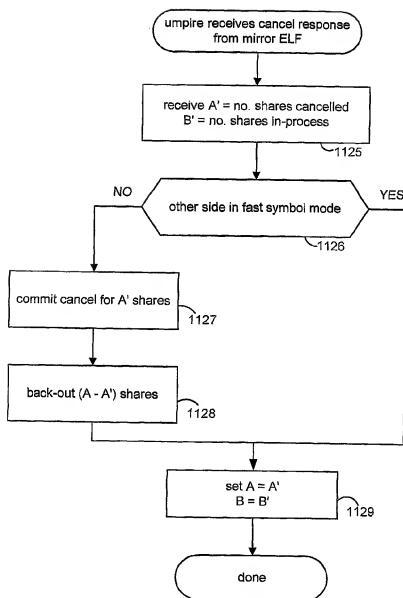 umpire receives cancel response
from mirror ELF
receive A' = no. shares cancelled
B' = no. shares in-process
1125
NO
other side in fast symbol mode
YES
1126
commit cancel for A' shares
1127
back-out (A - A') shares
1128
set A = A'
B = B'
1129
done